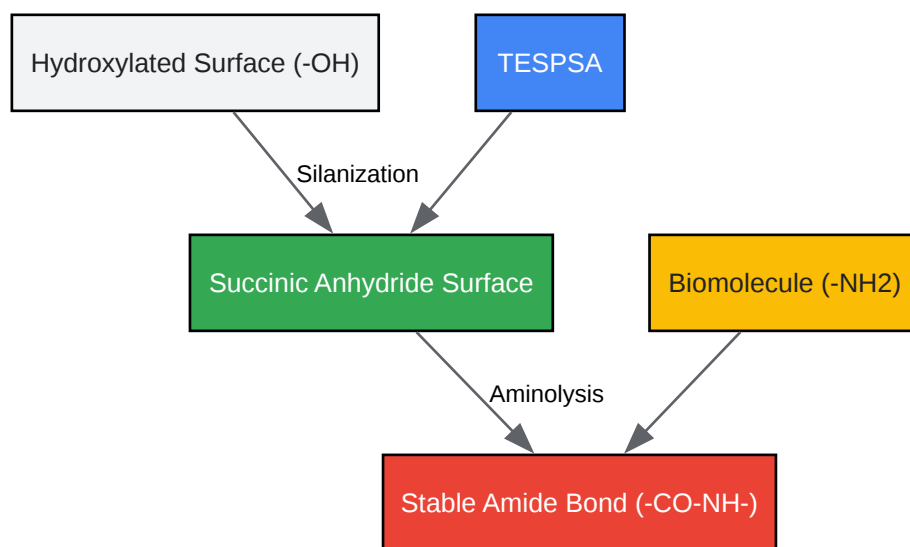 Hydroxylated Surface (-OH)
TESPSA
Silanization
Succinic Anhydride Surface
Biomolecule (-NH2)
Aminolysis
Stable Amide Bond (-CO-NH-)